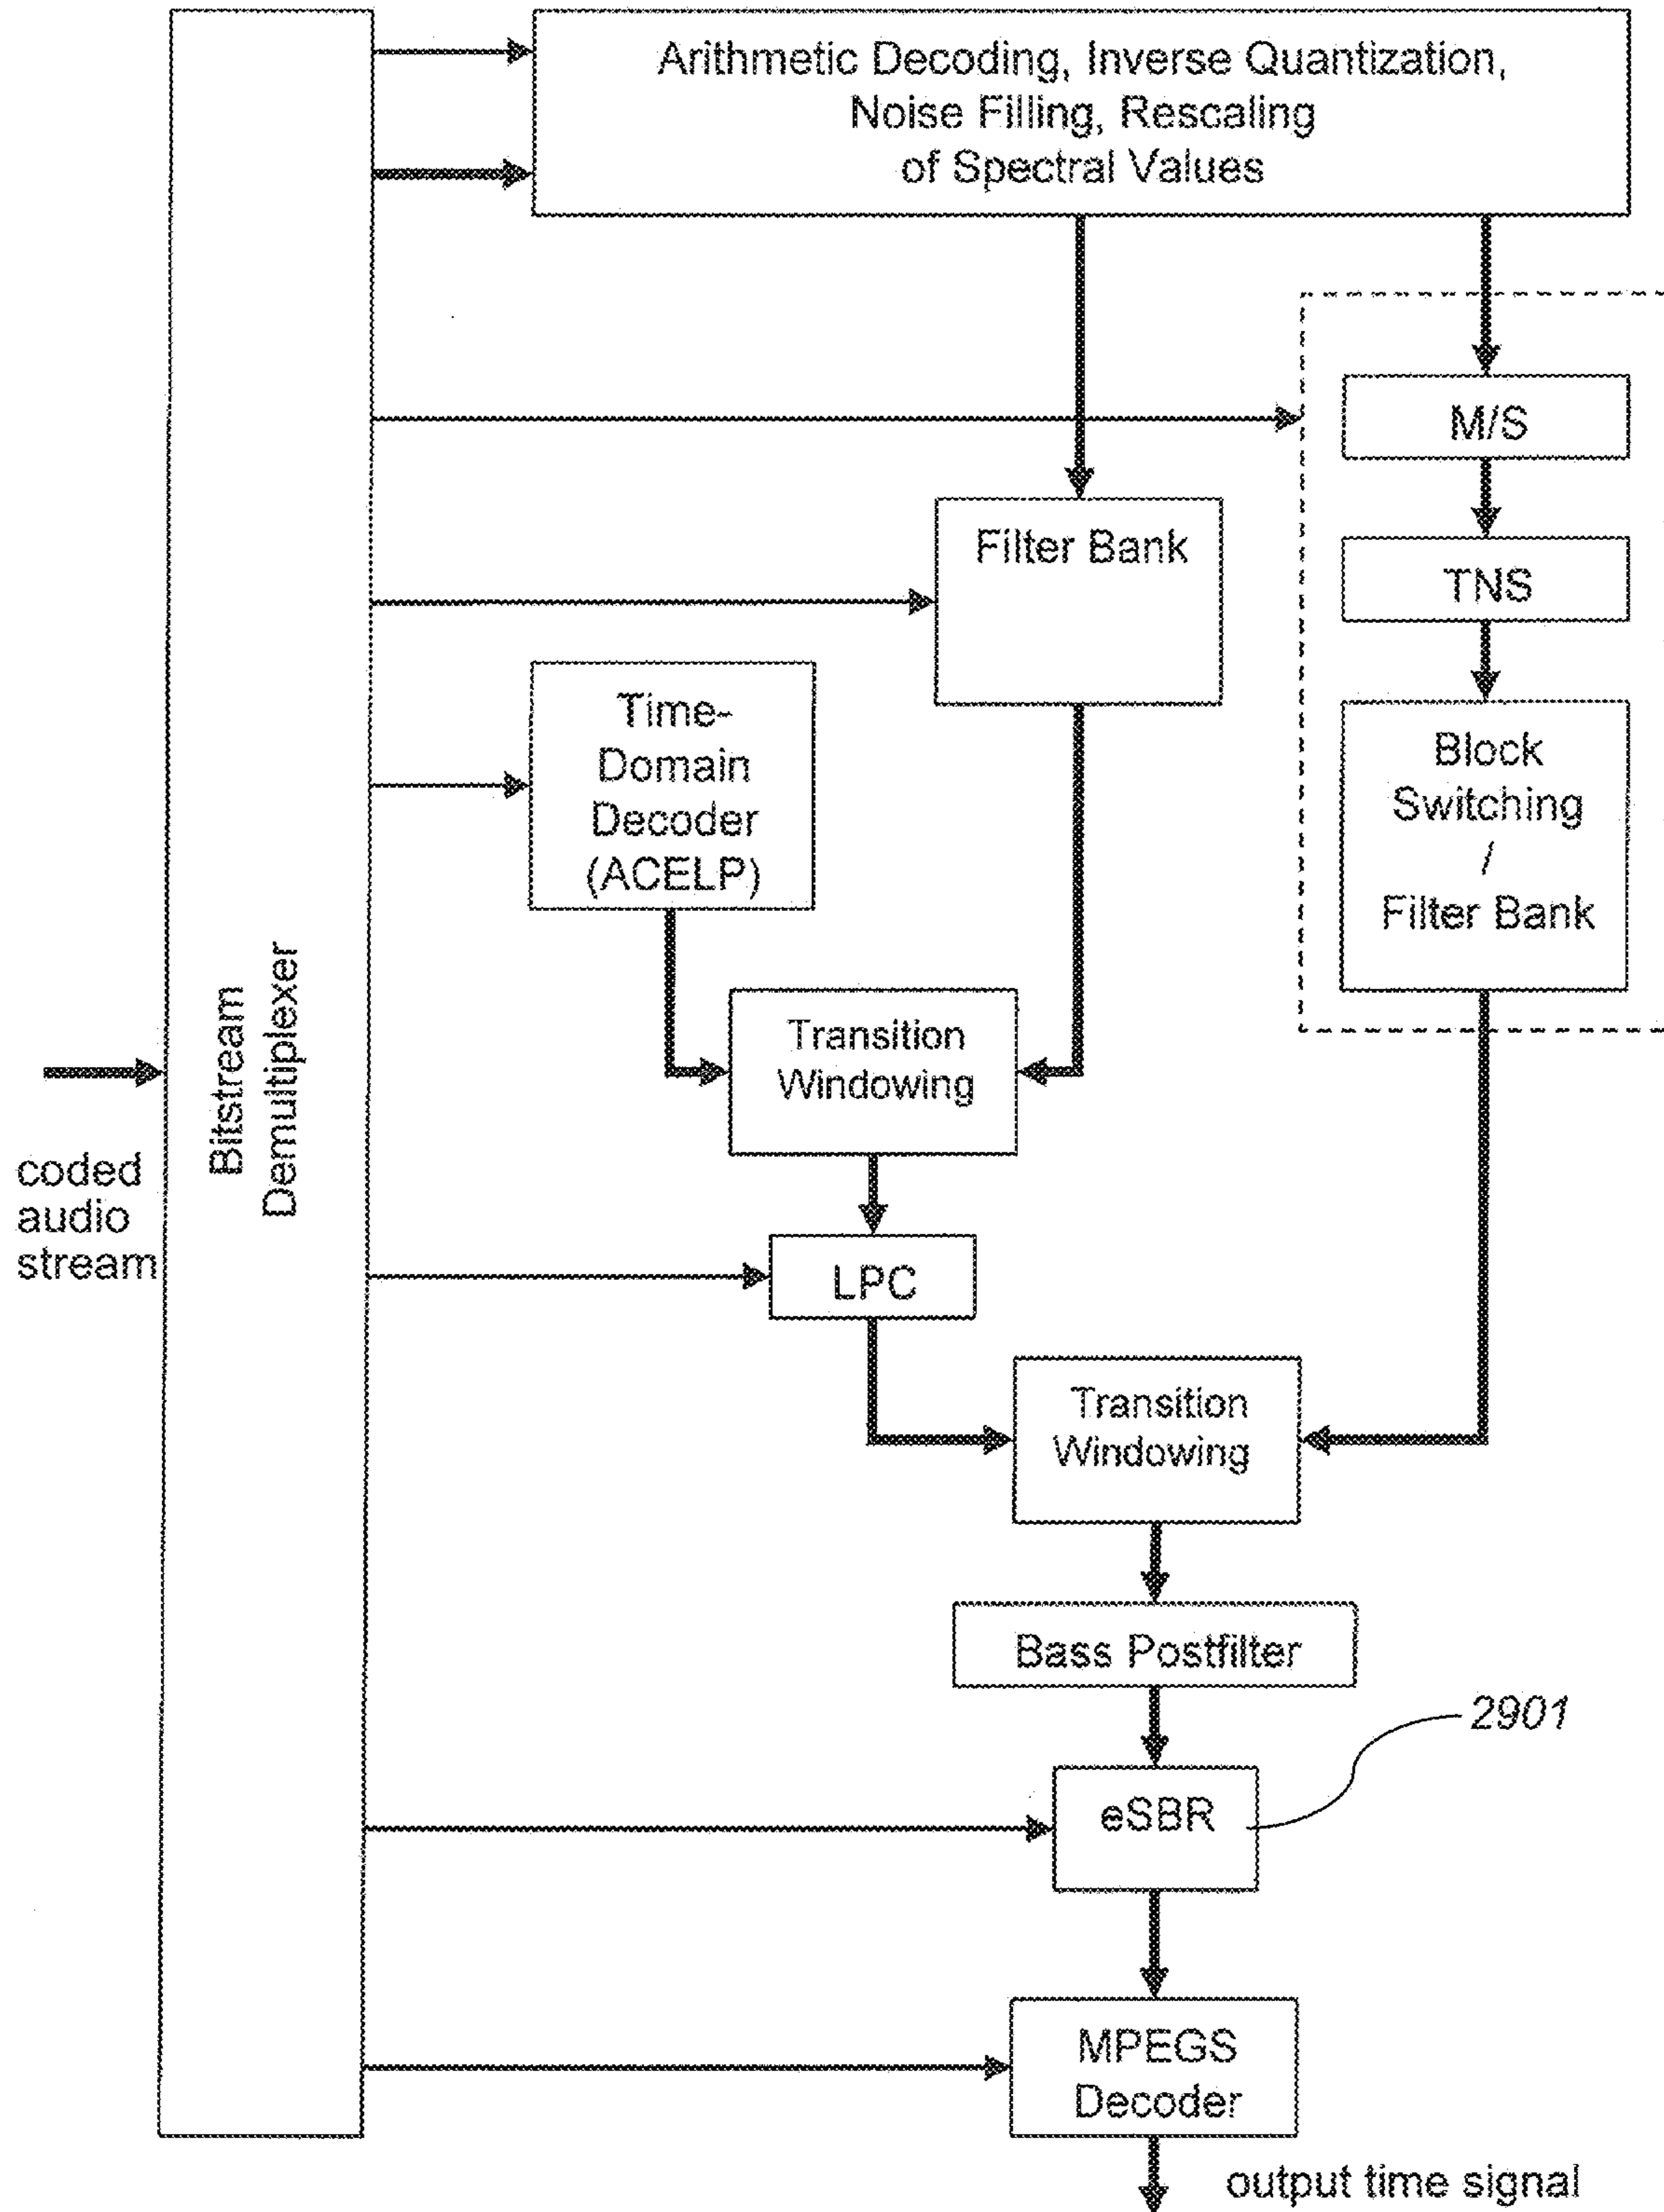 Arithmetic Decoding, Inverse Quantization,
Noise Filling, Rescaling
of Spectral Values
M/S
Filter Bank
TNS
Time-
Domain
Decoder
(ACELP)
Block
Switching
/
Filter Bank
Bitstream
Demultiplexer
Transition
Windowing
coded
audio
stream
LPC
Transition
Windowing
Bass Postfilter
2901
eSBR
MPEGS
Decoder
output time signal